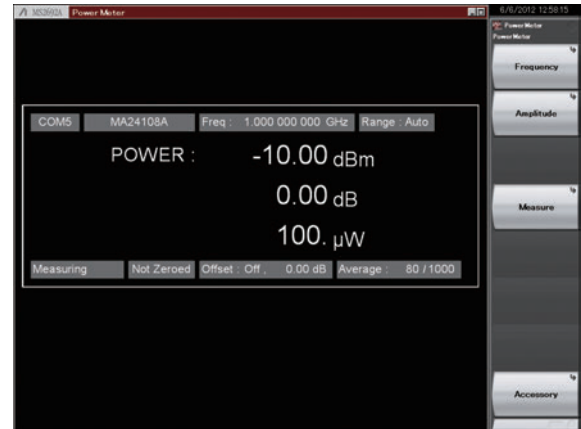 MS2692A Power Meter
6/6/2012 12:58:15
Power Meter
Power Meter
Frequency
Amplitude
Measure
Accessory
COM5 MA24108A Freq : 1.000 000 000 GHz Range : Auto
POWER : -10.00 dBm
0.00 dB
100. µW
Measuring Not Zeroed Offset : Off , 0.00 dB Average : 80 / 1000